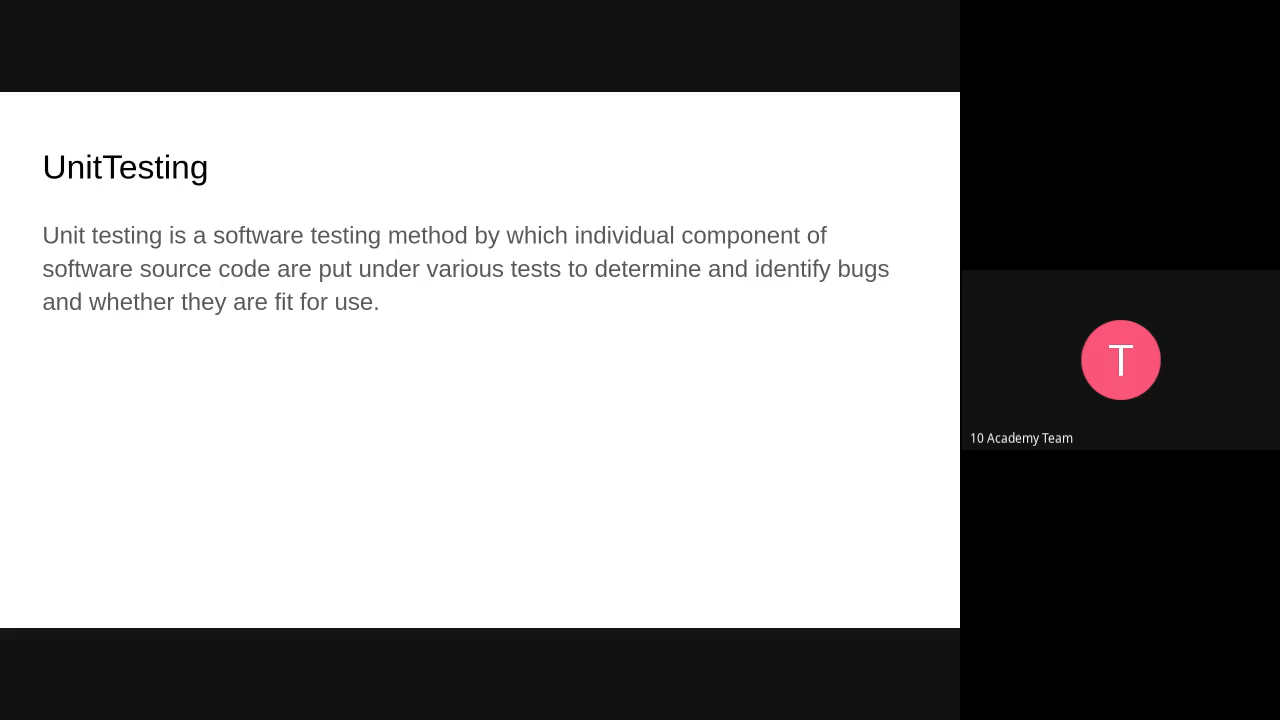 UnitTesting
Unit testing is a software testing method by which individual component of
software source code are put under various tests to determine and identify bugs
and whether they are fit for use.
T
10 Academy Team